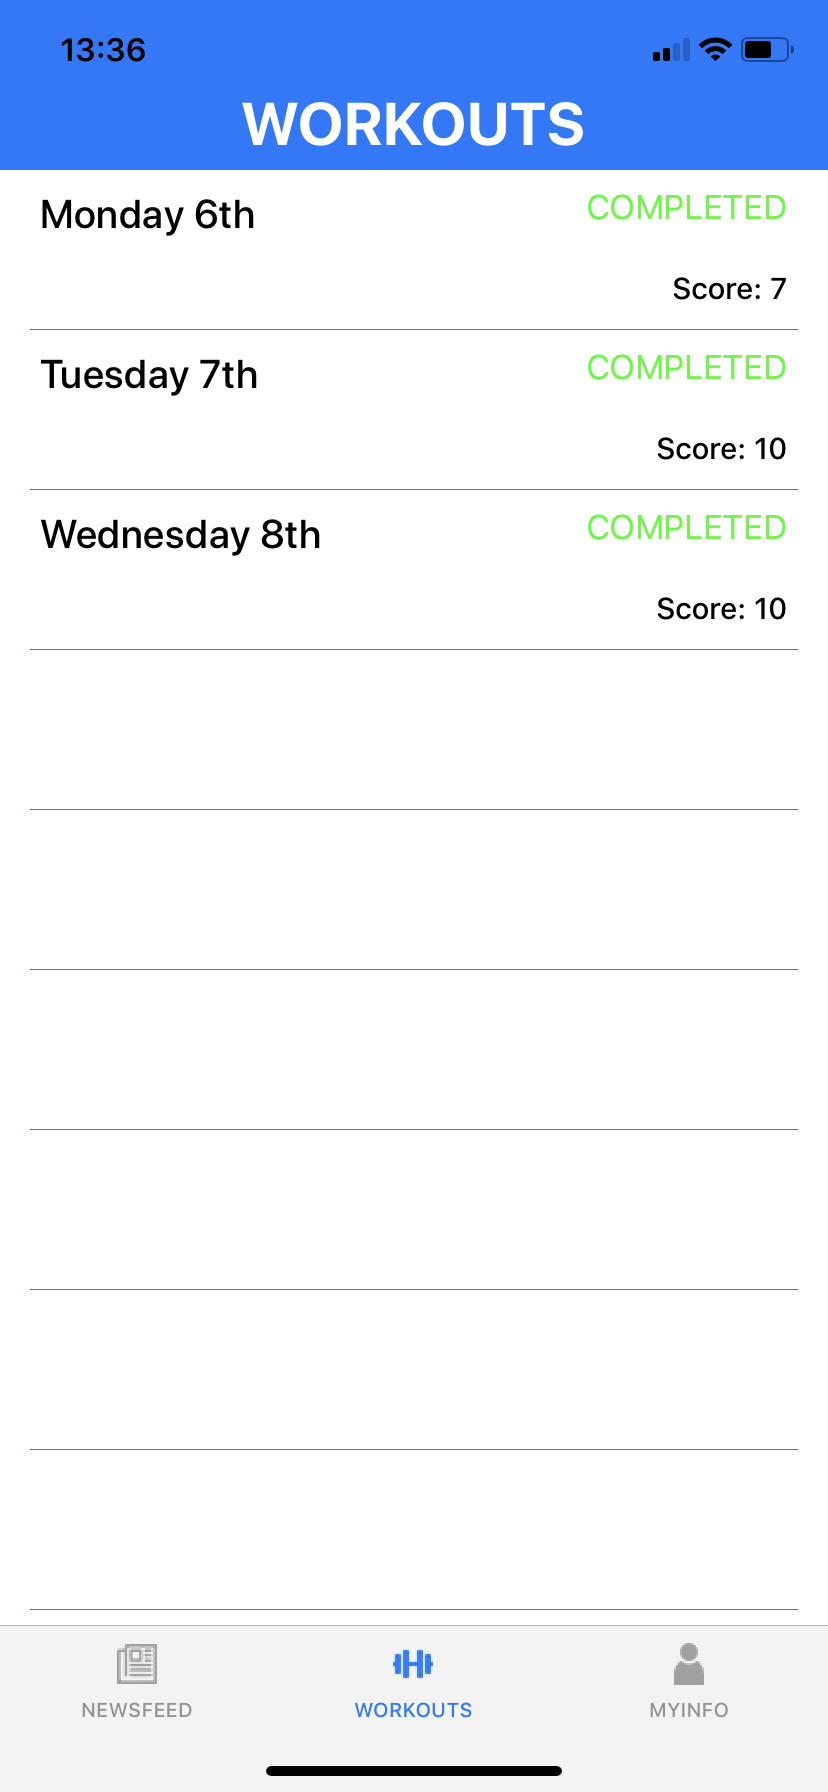 13:36
WORKOUTS
Monday 6th
COMPLETED
Score: 7
Tuesday 7th
COMPLETED
Score: 10
Wednesday 8th
COMPLETED
Score: 10
NEWSFEED
WORKOUTS
MYINFO